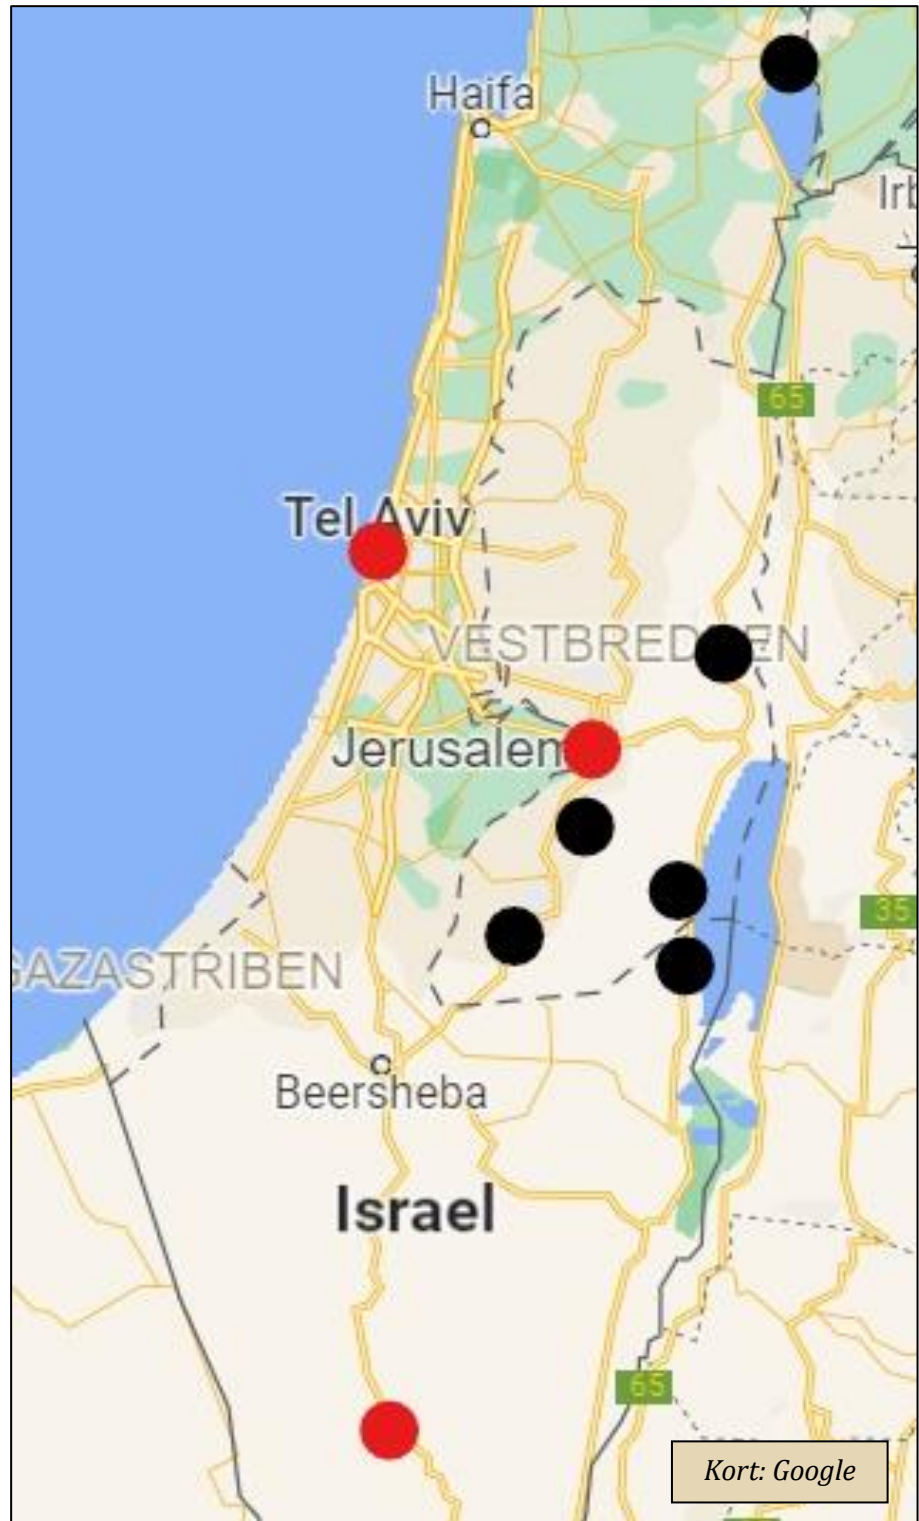 Haifa
Irb
65
Tel Aviv
VESTBREDDEN
Jerusalem
35
GAZASTRIBEN
Beersheba
Israel
65
Kort: Google